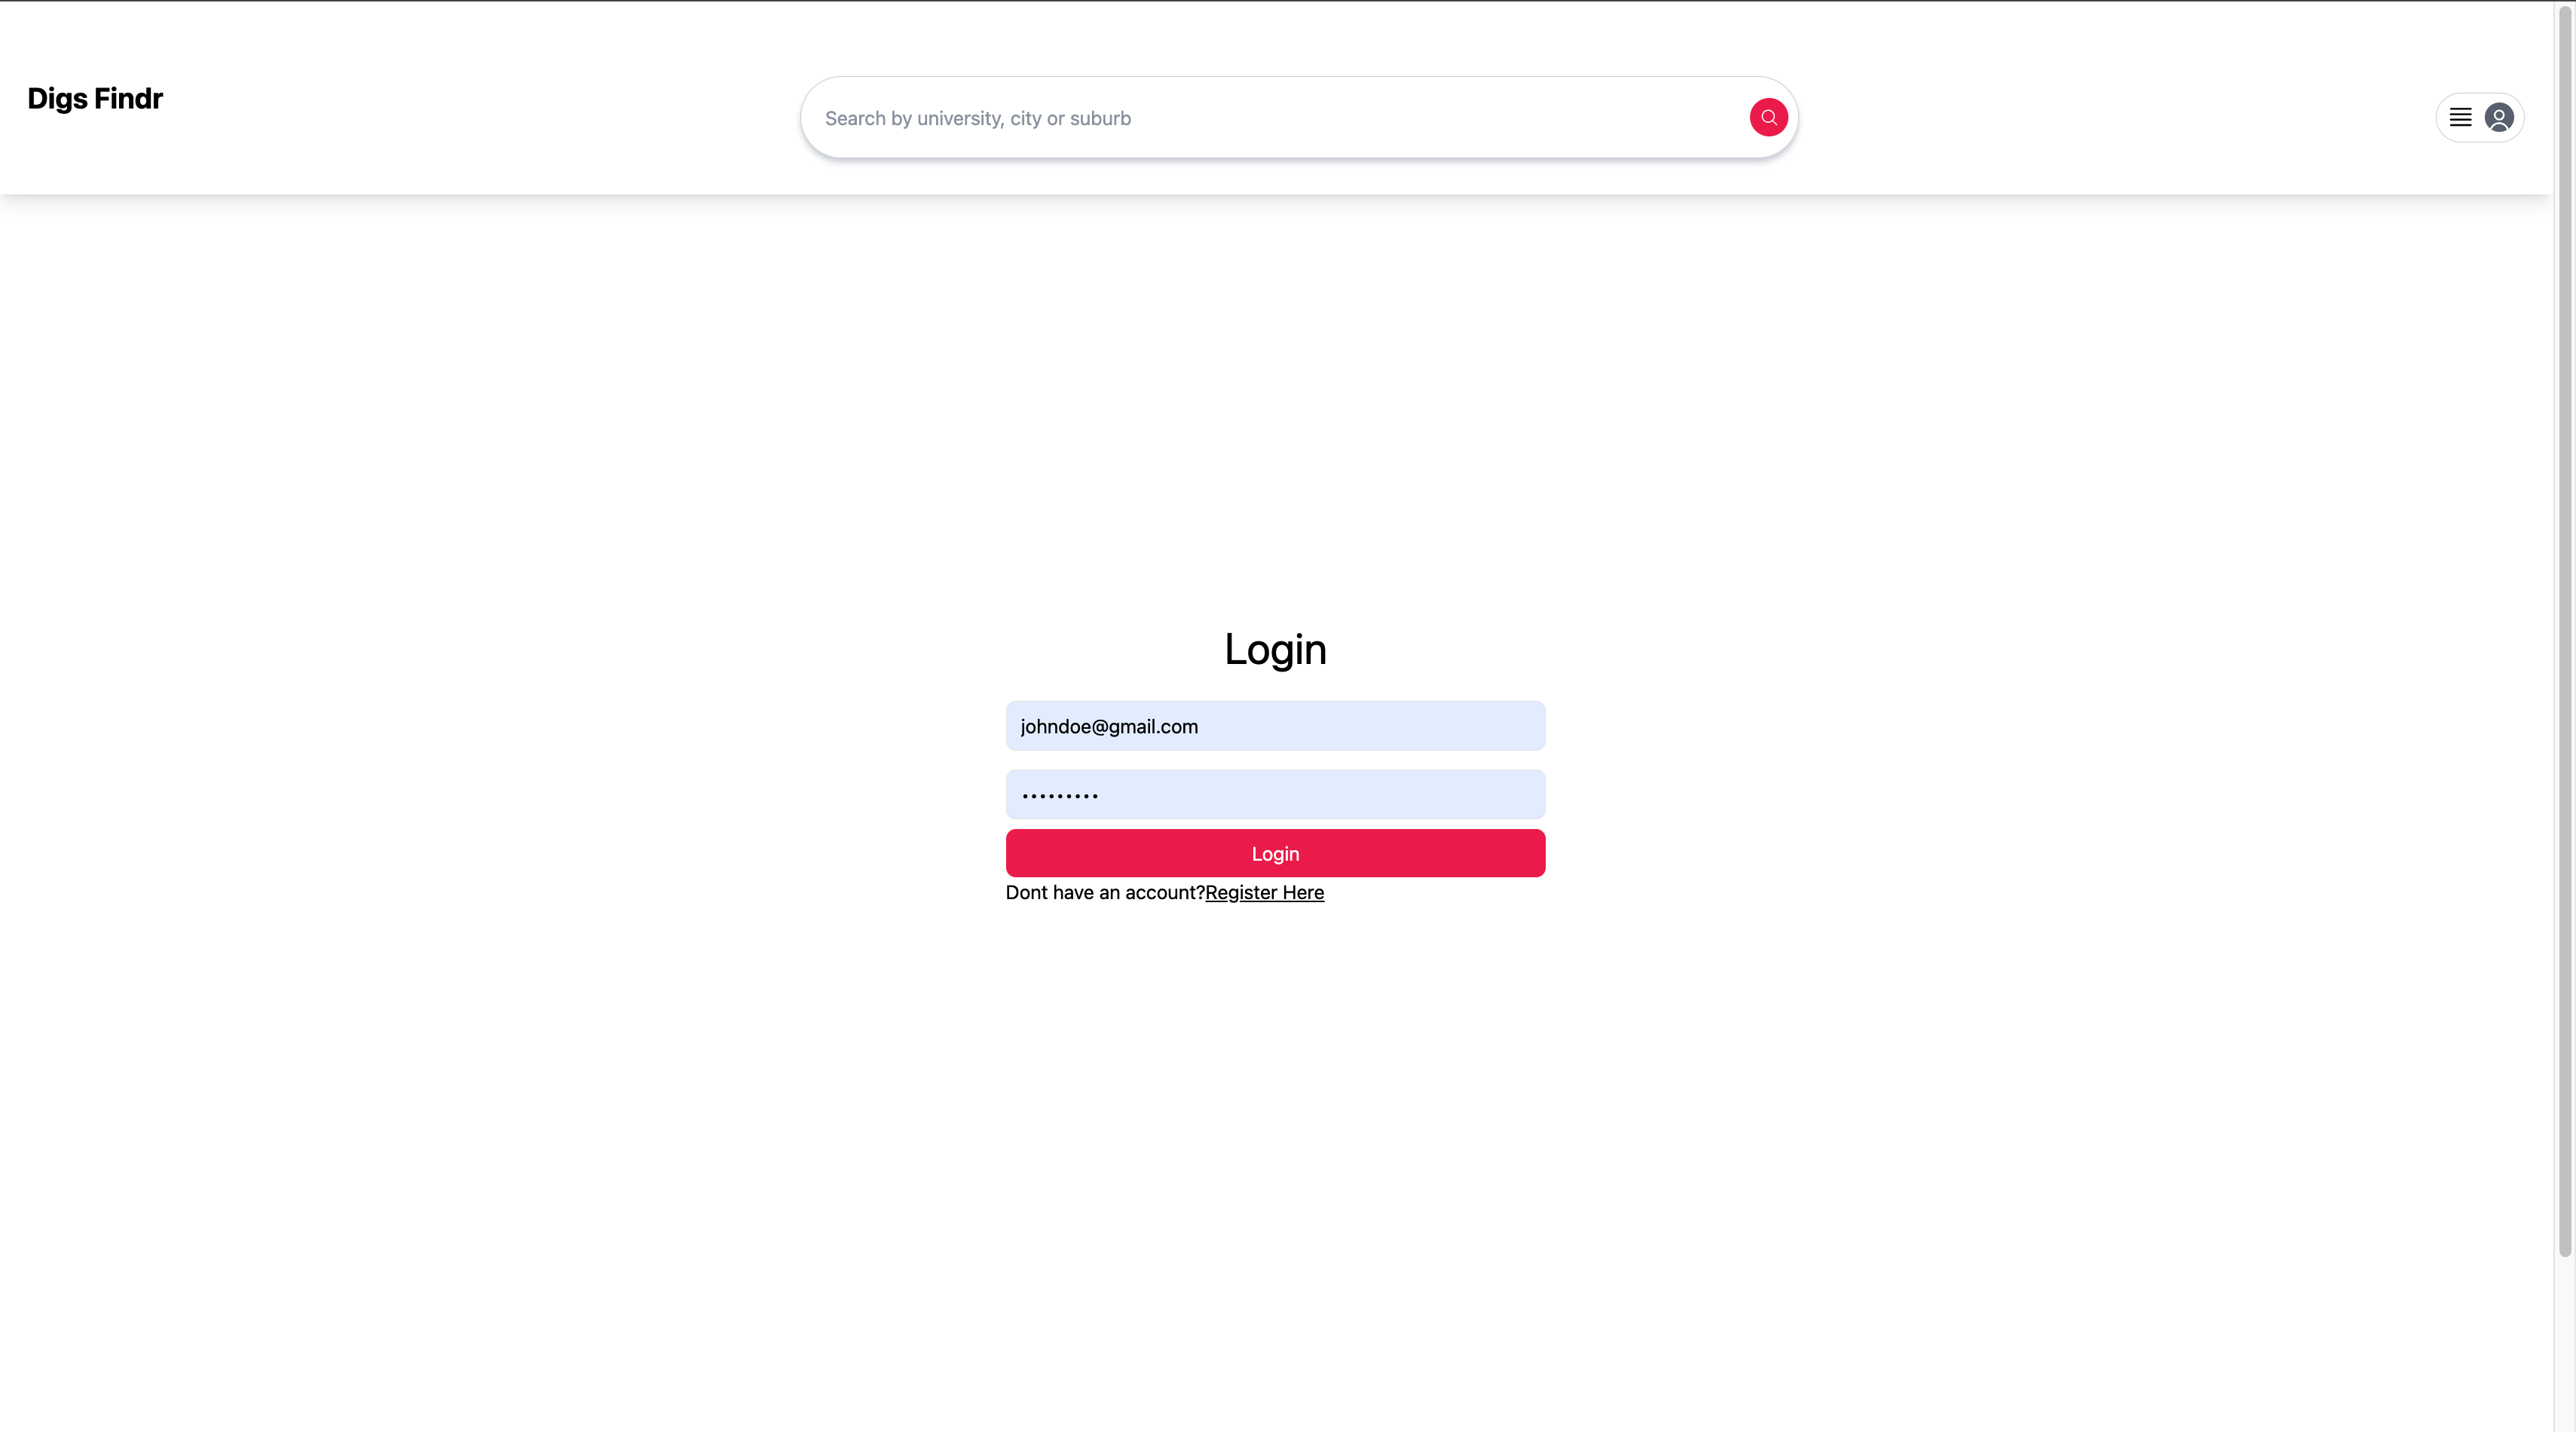 Digs Findr
Search by university, city or suburb
Login
johndoe@gmail.com
•••••••••
Login
Dont have an account?Register Here